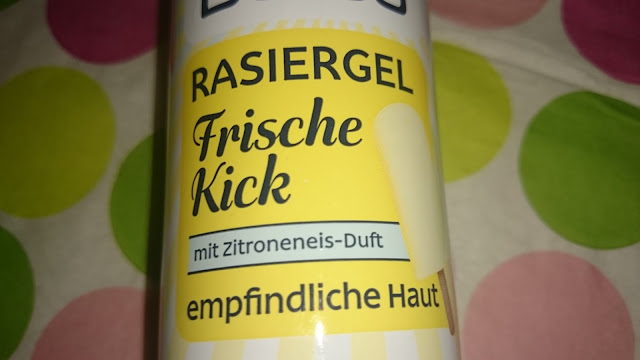 RASIERGEL
Frische
Kick
mit Zitroneneis-Duft
empfindliche Haut